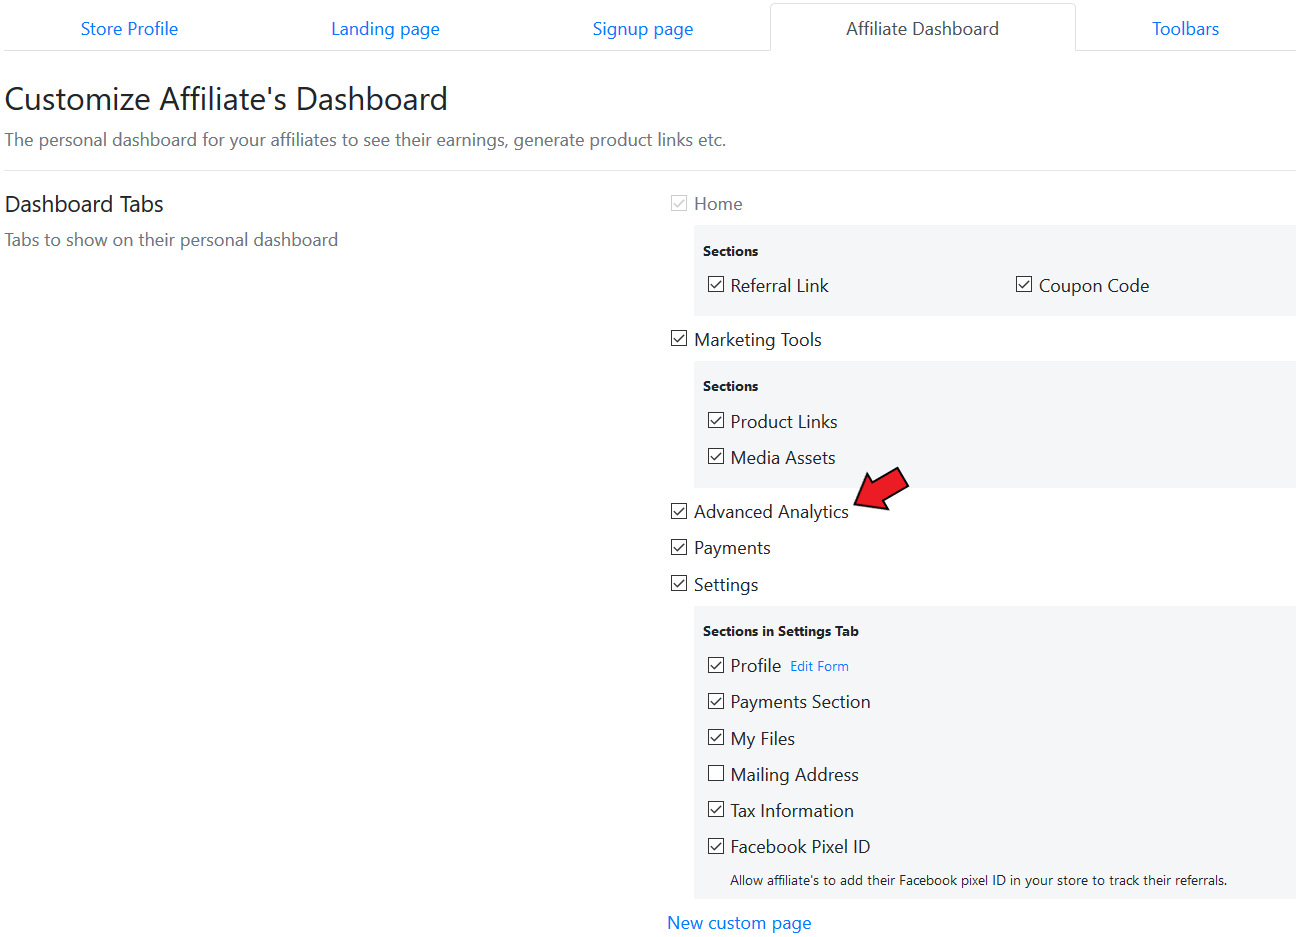 Store Profile
Landing page
Signup page
Affiliate Dashboard
Toolbars
Customize Affiliate's Dashboard
The personal dashboard for your affiliates to see their earnings, generate product links etc.
Dashboard Tabs
Tabs to show on their personal dashboard
Home
Sections
Referral Link
Coupon Code
Marketing Tools
Sections
Product Links
Media Assets
Advanced Analytics
Payments
Settings
Sections in Settings Tab
Profile Edit Form
Payments Section
My Files
Mailing Address
Tax Information
Facebook Pixel ID
Allow affiliate's to add their Facebook pixel ID in your store to track their referrals.
New custom page